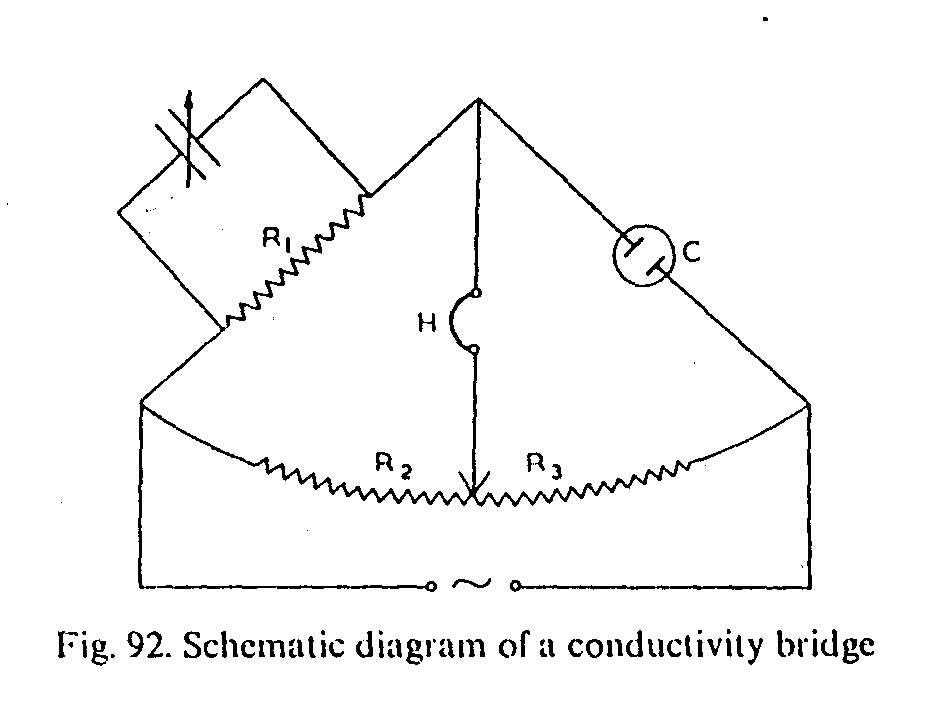 R1
C
H
R2
R3
~
Fig. 92. Schematic diagram of a conductivity bridge